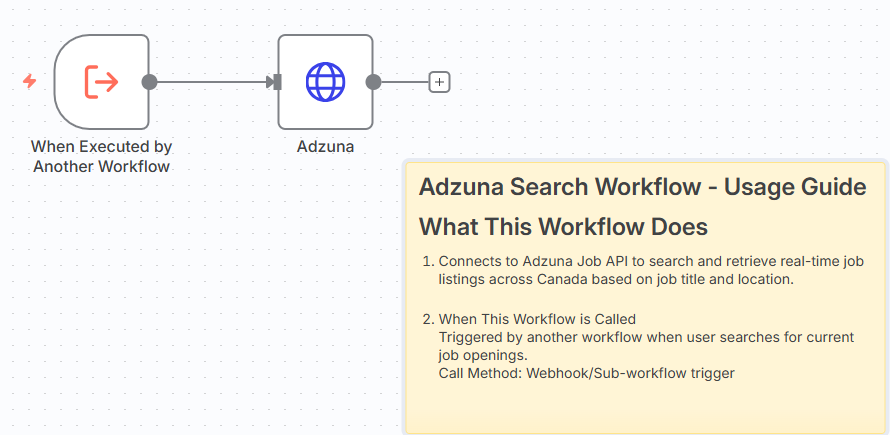 When Executed by
Another Workflow
Adzuna
Adzuna Search Workflow - Usage Guide
What This Workflow Does
1. Connects to Adzuna Job API to search and retrieve real-time job
listings across Canada based on job title and location.
2. When This Workflow is Called
Triggered by another workflow when user searches for current
job openings.
Call Method: Webhook/Sub-workflow trigger